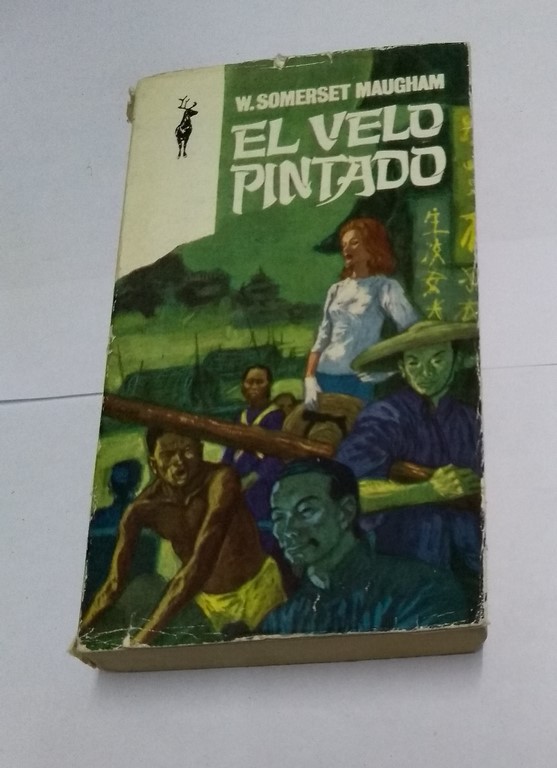 W. SOMERSET MAUGHAM
EL VELO
PINTADO